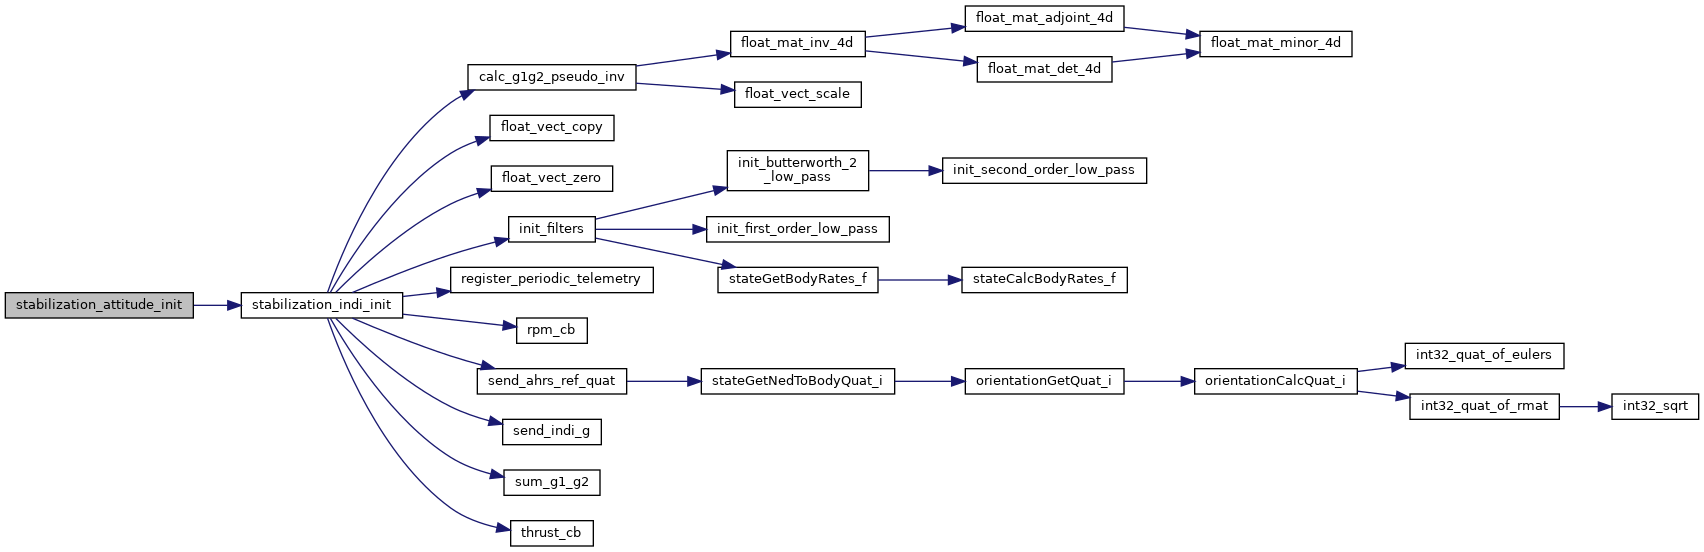 stabilization_attitude_init
stabilization_indi_init
calc_g1g2_pseudo_inv
float_mat_inv_4d
float_mat_adjoint_4d
float_mat_minor_4d
float_mat_det_4d
float_vect_scale
float_vect_copy
float_vect_zero
init_filters
init_butterworth_2
_low_pass
init_second_order_low_pass
init_first_order_low_pass
stateGetBodyRates_f
stateCalcBodyRates_f
register_periodic_telemetry
rpm_cb
send_ahrs_ref_quat
stateGetNedToBodyQuat_i
orientationGetQuat_i
orientationCalcQuat_i
int32_quat_of_eulers
int32_quat_of_rmat
int32_sqrt
send_indi_g
sum_g1_g2
thrust_cb